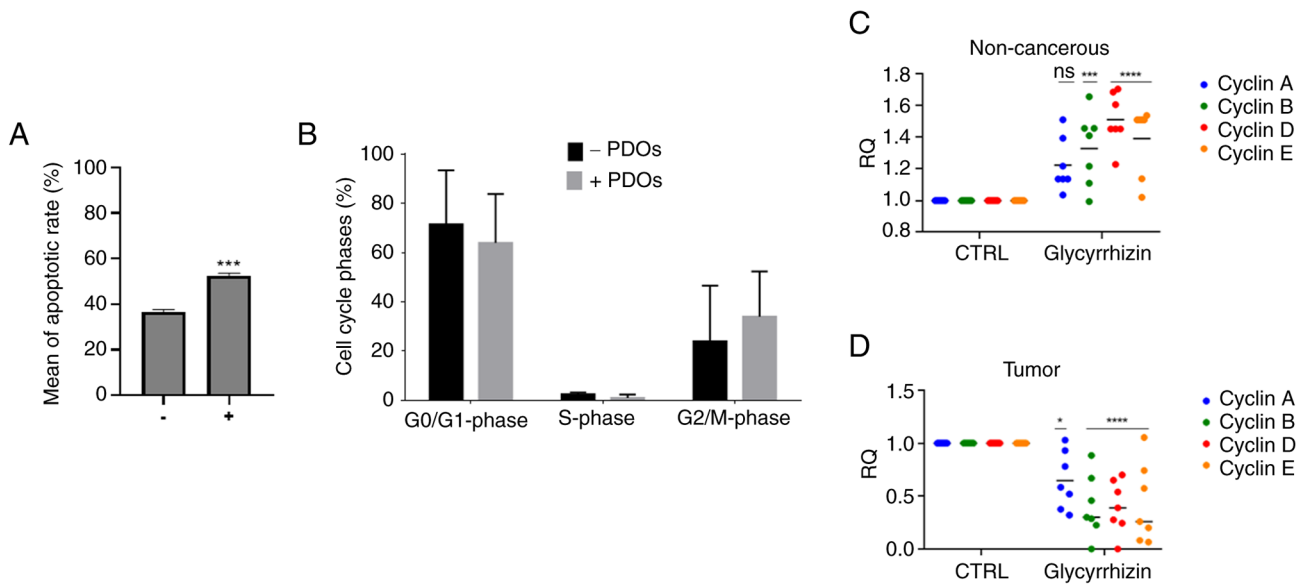 A
Mean of apoptotic rate (%)
100
80
60
40
20
0
***
-
+
B
Cell cycle phases (%)
100
80
60
40
20
0
– PDOs
+ PDOs
G0/G1-phase
S-phase
G2/M-phase
C
Non-cancerous
RQ
1.8
1.6
1.4
1.2
1.0
0.8
ns
***
****
CTRL
Glycyrrhizin
Cyclin A
Cyclin B
Cyclin D
Cyclin E
D
Tumor
RQ
1.5
1.0
0.5
0.0
*
****
CTRL
Glycyrrhizin
Cyclin A
Cyclin B
Cyclin D
Cyclin E